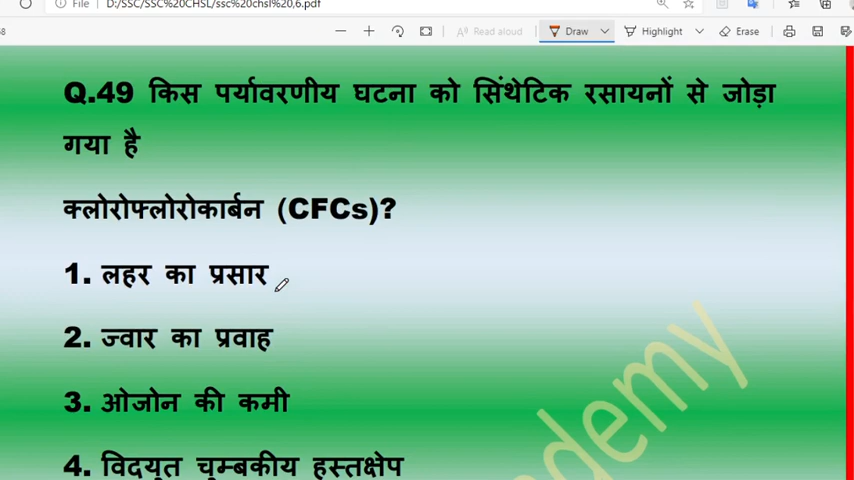 File D:/SSC/SSC%20CHSL/ssc%20chsl%20,6.pdf
Read aloud Draw Highlight Erase
Q.49 किस पर्यावरणीय घटना को सिंथेटिक रसायनों से जोड़ा
गया है
क्लोरोफ्लोरोकार्बन (CFCs)?
1. लहर का प्रसार
2. ज्वार का प्रवाह
3. ओजोन की कमी
4. विदयुत चुम्बकीय हस्तक्षेप